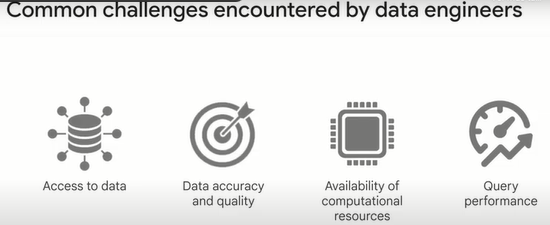 Common challenges encountered by data engineers
Access to data
Data accuracy
and quality
Availability of
computational
resources
Query
performance